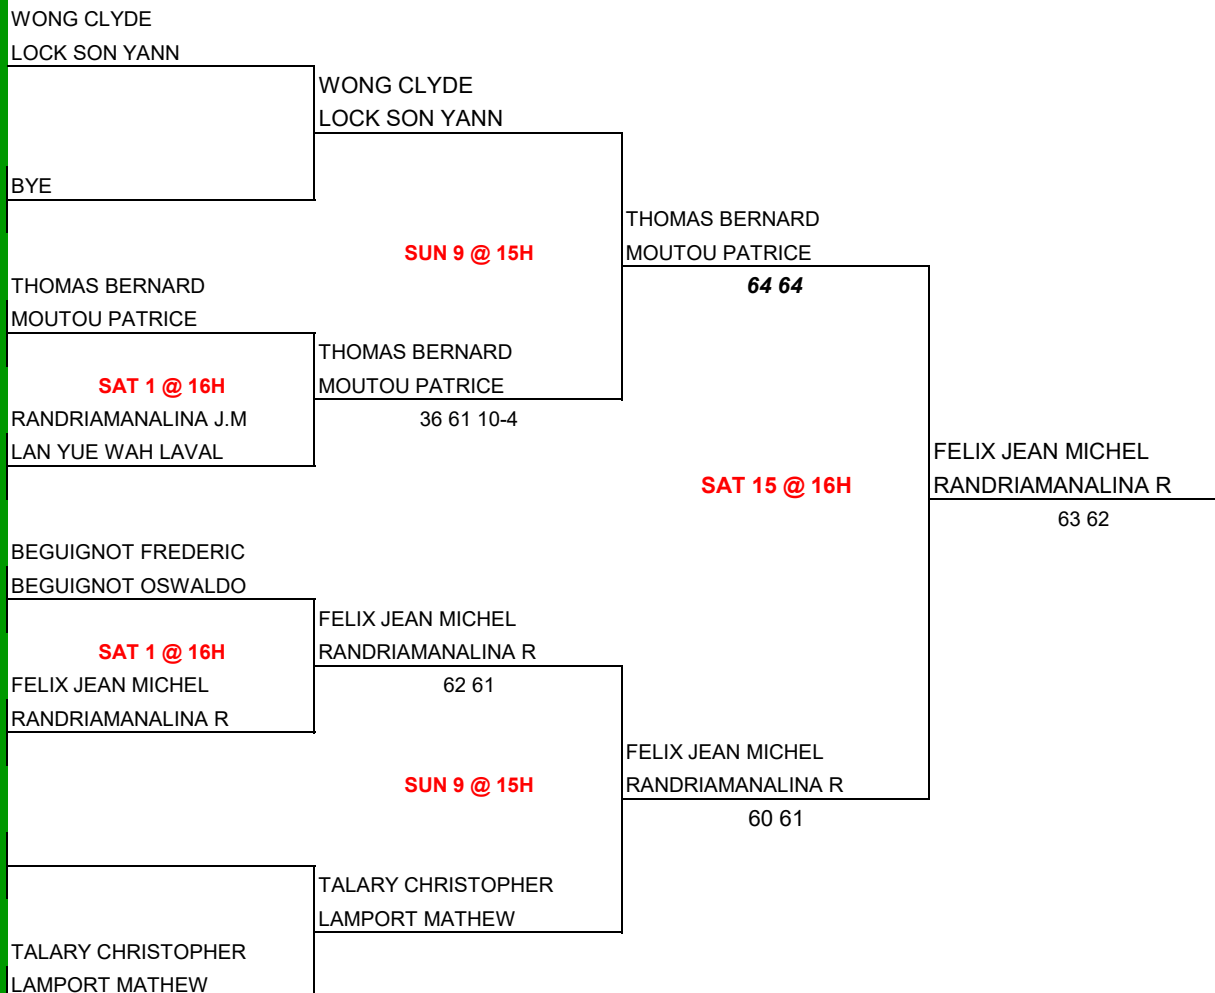 WONG CLYDE
LOCK SON YANN
WONG CLYDE
LOCK SON YANN
BYE
THOMAS BERNARD
SUN 9 @ 15H
MOUTOU PATRICE
THOMAS BERNARD
64 64
MOUTOU PATRICE
THOMAS BERNARD
SAT 1 @ 16H
MOUTOU PATRICE
RANDRIAMANALINA J.M
36 61 10-4
LAN YUE WAH LAVAL
FELIX JEAN MICHEL
SAT 15 @ 16H
RANDRIAMANALINA R
63 62
BEGUIGNOT FREDERIC
BEGUIGNOT OSWALDO
FELIX JEAN MICHEL
SAT 1 @ 16H
RANDRIAMANALINA R
FELIX JEAN MICHEL
62 61
RANDRIAMANALINA R
FELIX JEAN MICHEL
SUN 9 @ 15H
RANDRIAMANALINA R
60 61
TALARY CHRISTOPHER
LAMPORT MATHEW
TALARY CHRISTOPHER
LAMPORT MATHEW